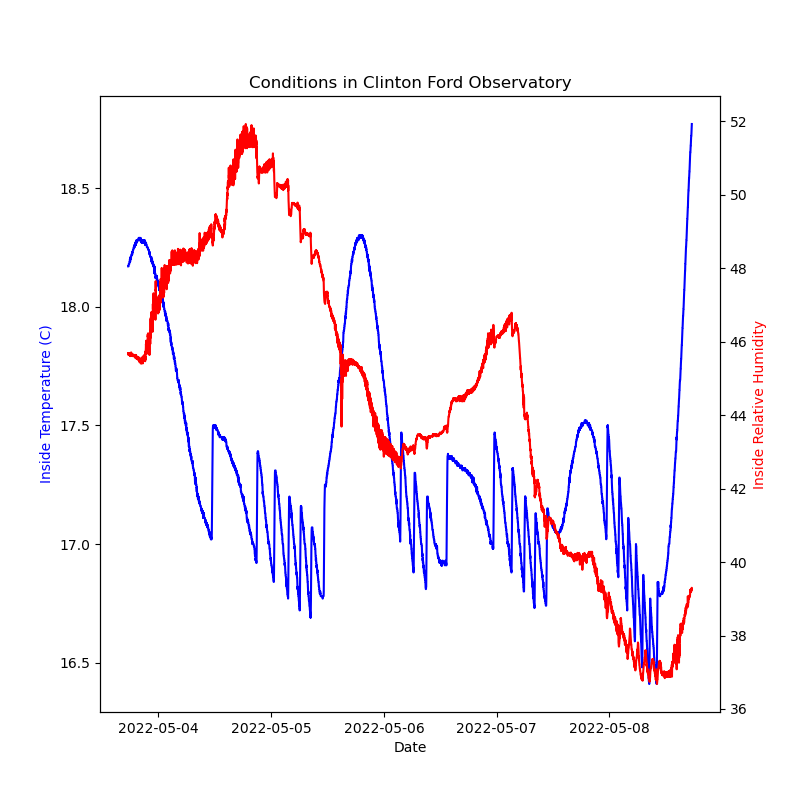 Conditions in Clinton Ford Observatory
Inside Temperature (C)
18.5
18.0
17.5
17.0
16.5
52
50
48
46
44
42
40
38
36
Inside Relative Humidity
2022-05-04 2022-05-05 2022-05-06 2022-05-07 2022-05-08
Date